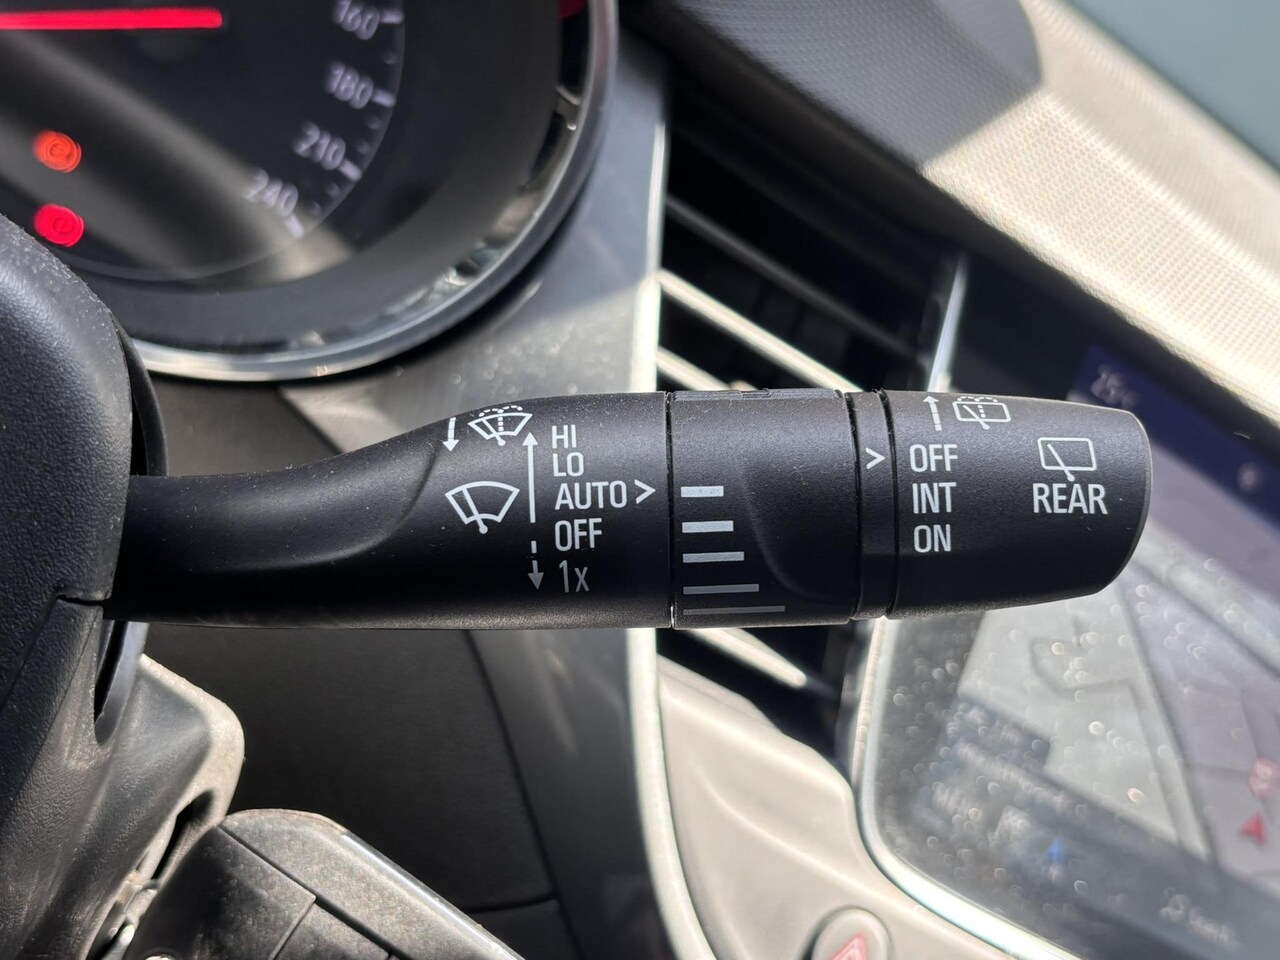 160
180
210
240
HI
LO
AUTO >
OFF
1x
> OFF
INT
ON
REAR